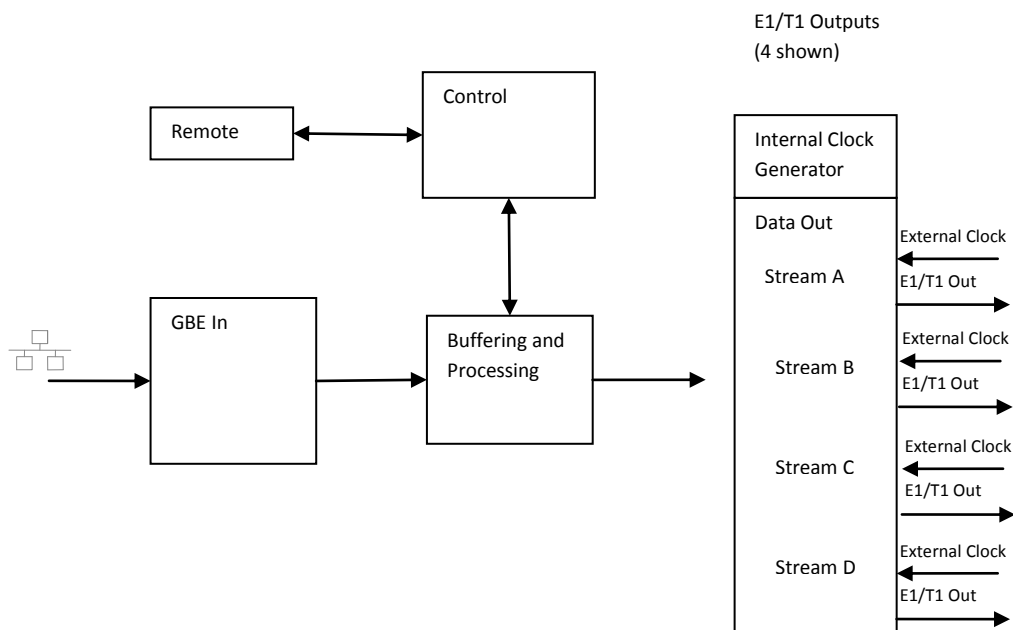 E1/T1 Outputs
(4 shown)
Control
Remote
Internal Clock
Generator
Data Out
External Clock
Stream A
E1/T1 Out
GBE In
Buffering and
Processing
External Clock
Stream B
E1/T1 Out
External Clock
Stream C
E1/T1 Out
External Clock
Stream D
E1/T1 Out